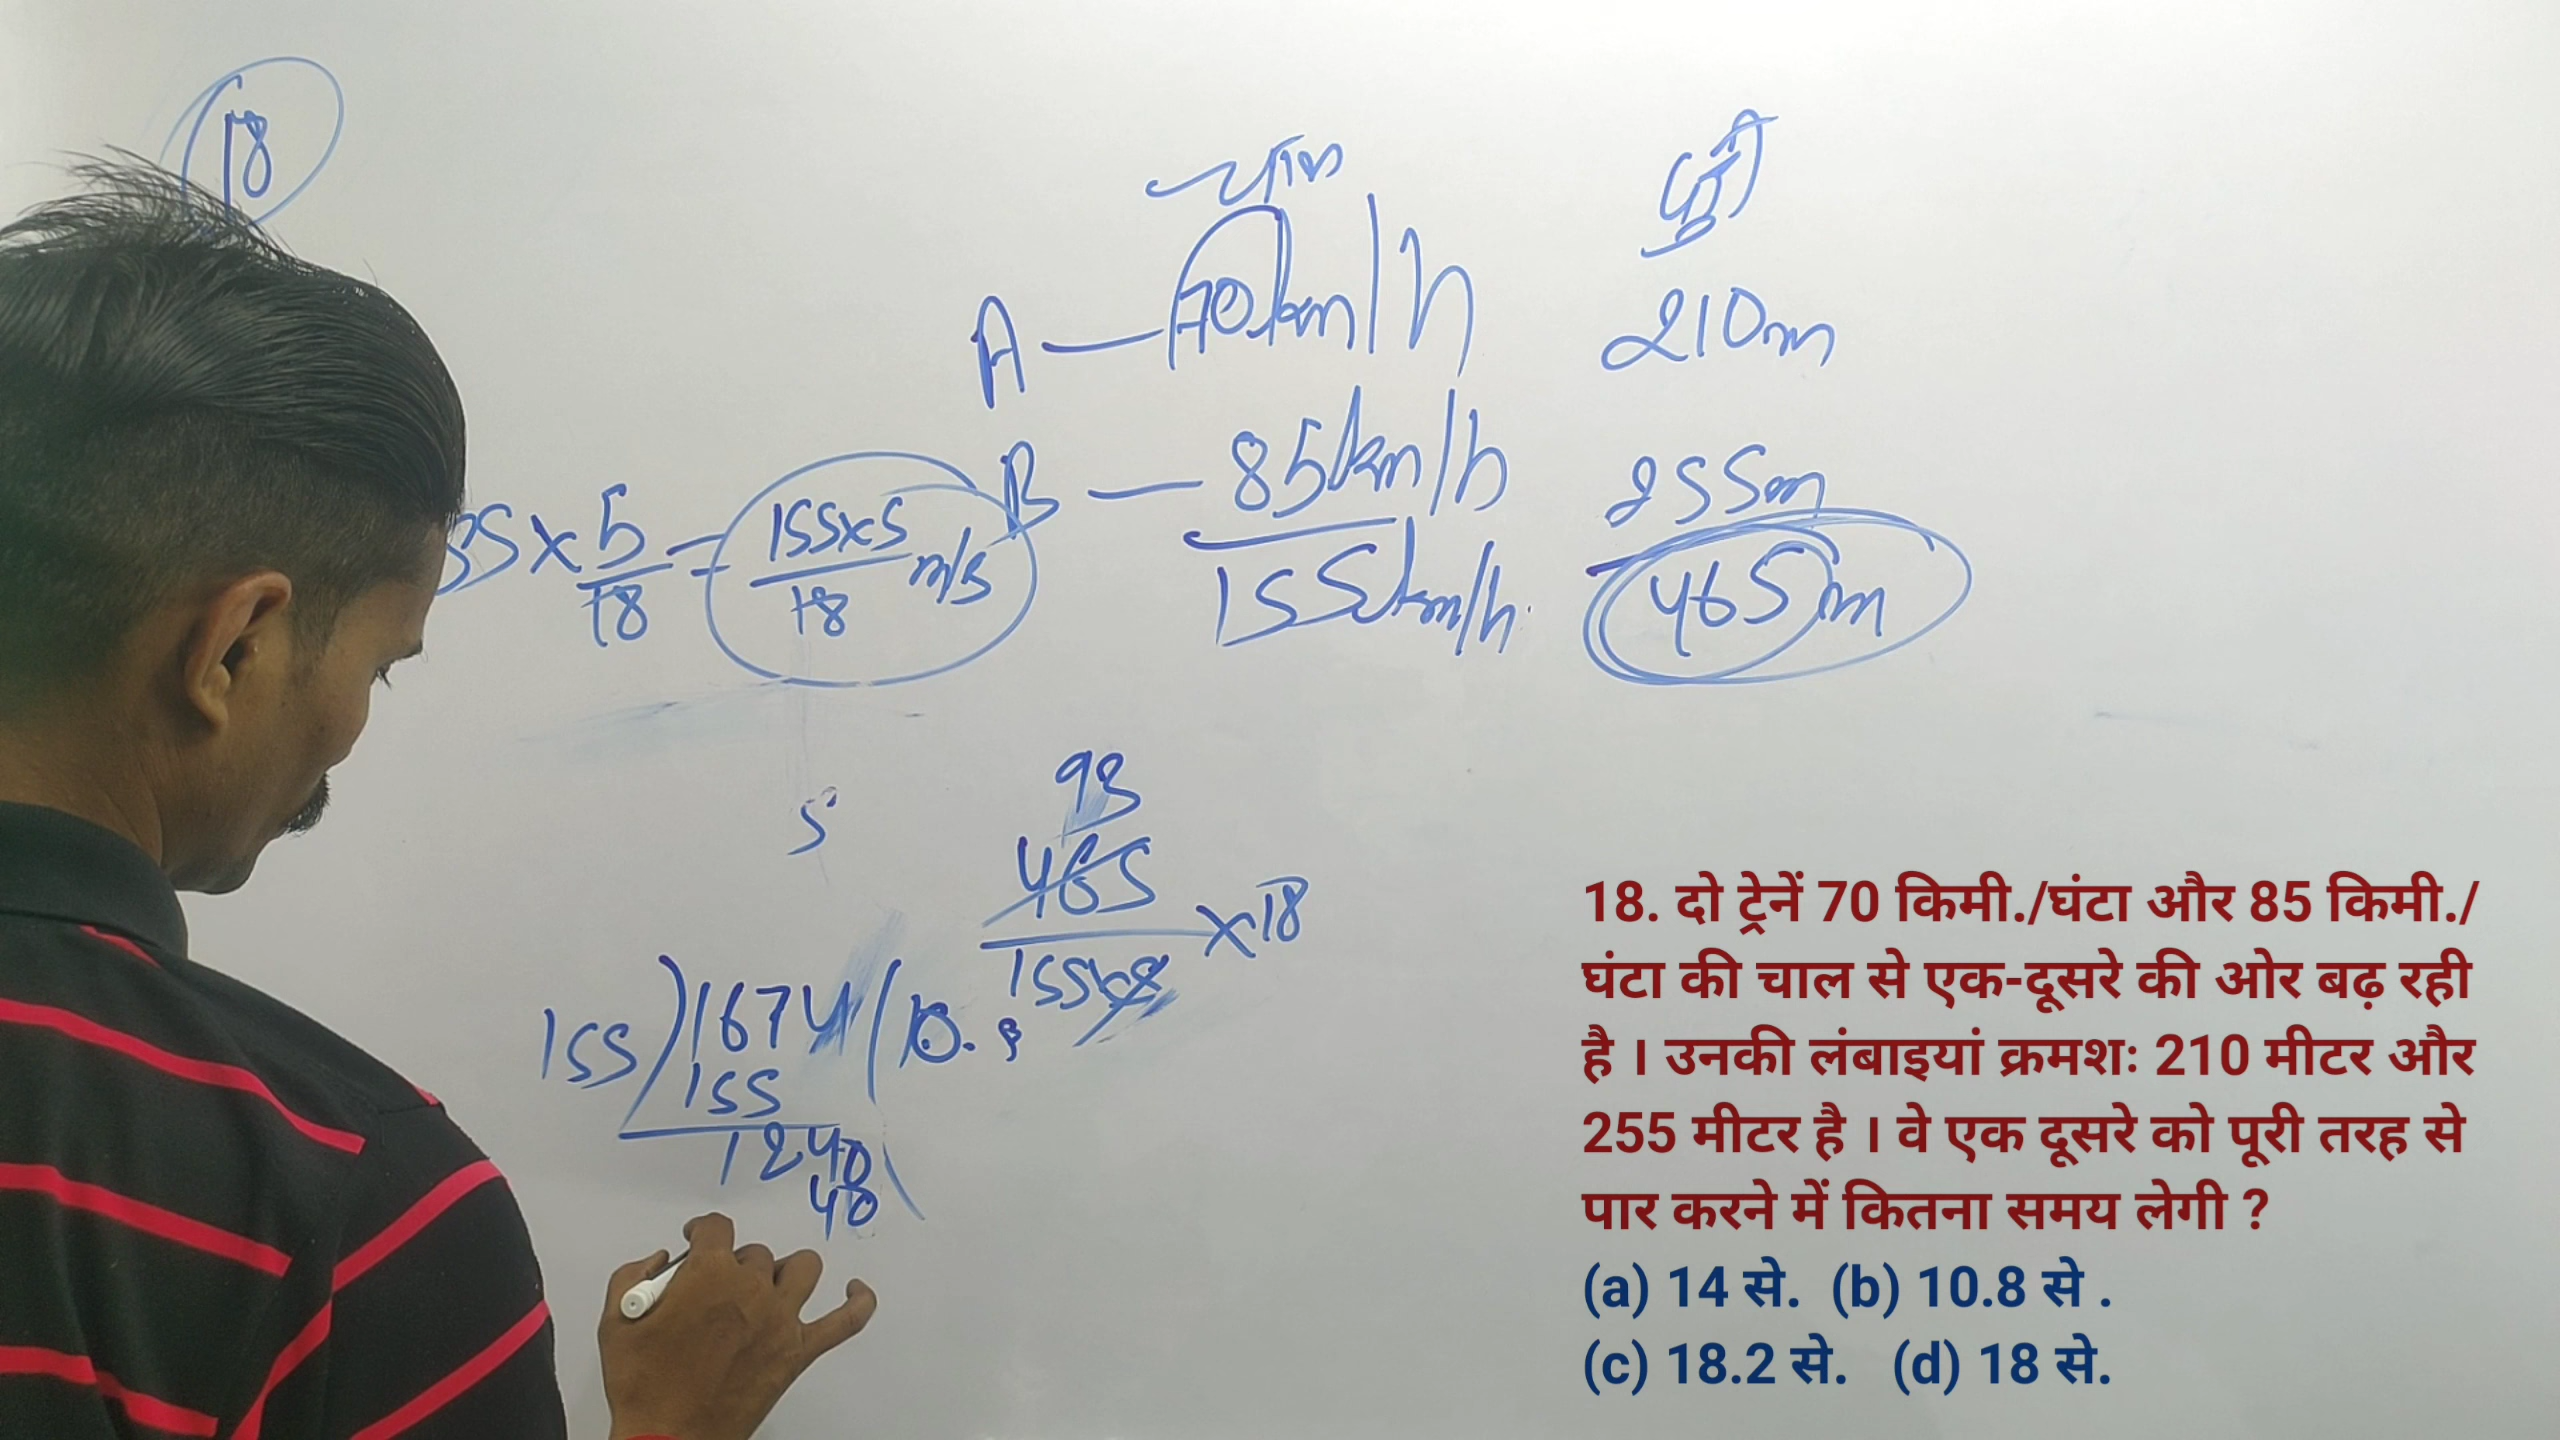 18
चाल
दूरी
A — 70km/h 210m
B — 85km/h 255m
155km/h. 465m
× 5/18 = 155×5/18 m/s
5
93
465
155×5 ×18
155)1674(10.8
155
1240
40
18. दो ट्रेनें 70 किमी./घंटा और 85 किमी./
घंटा की चाल से एक-दूसरे की ओर बढ़ रही
है । उनकी लंबाइयां क्रमशः 210 मीटर और
255 मीटर है । वे एक दूसरे को पूरी तरह से
पार करने में कितना समय लेगी ?
(a) 14 से. (b) 10.8 से .
(c) 18.2 से. (d) 18 से.